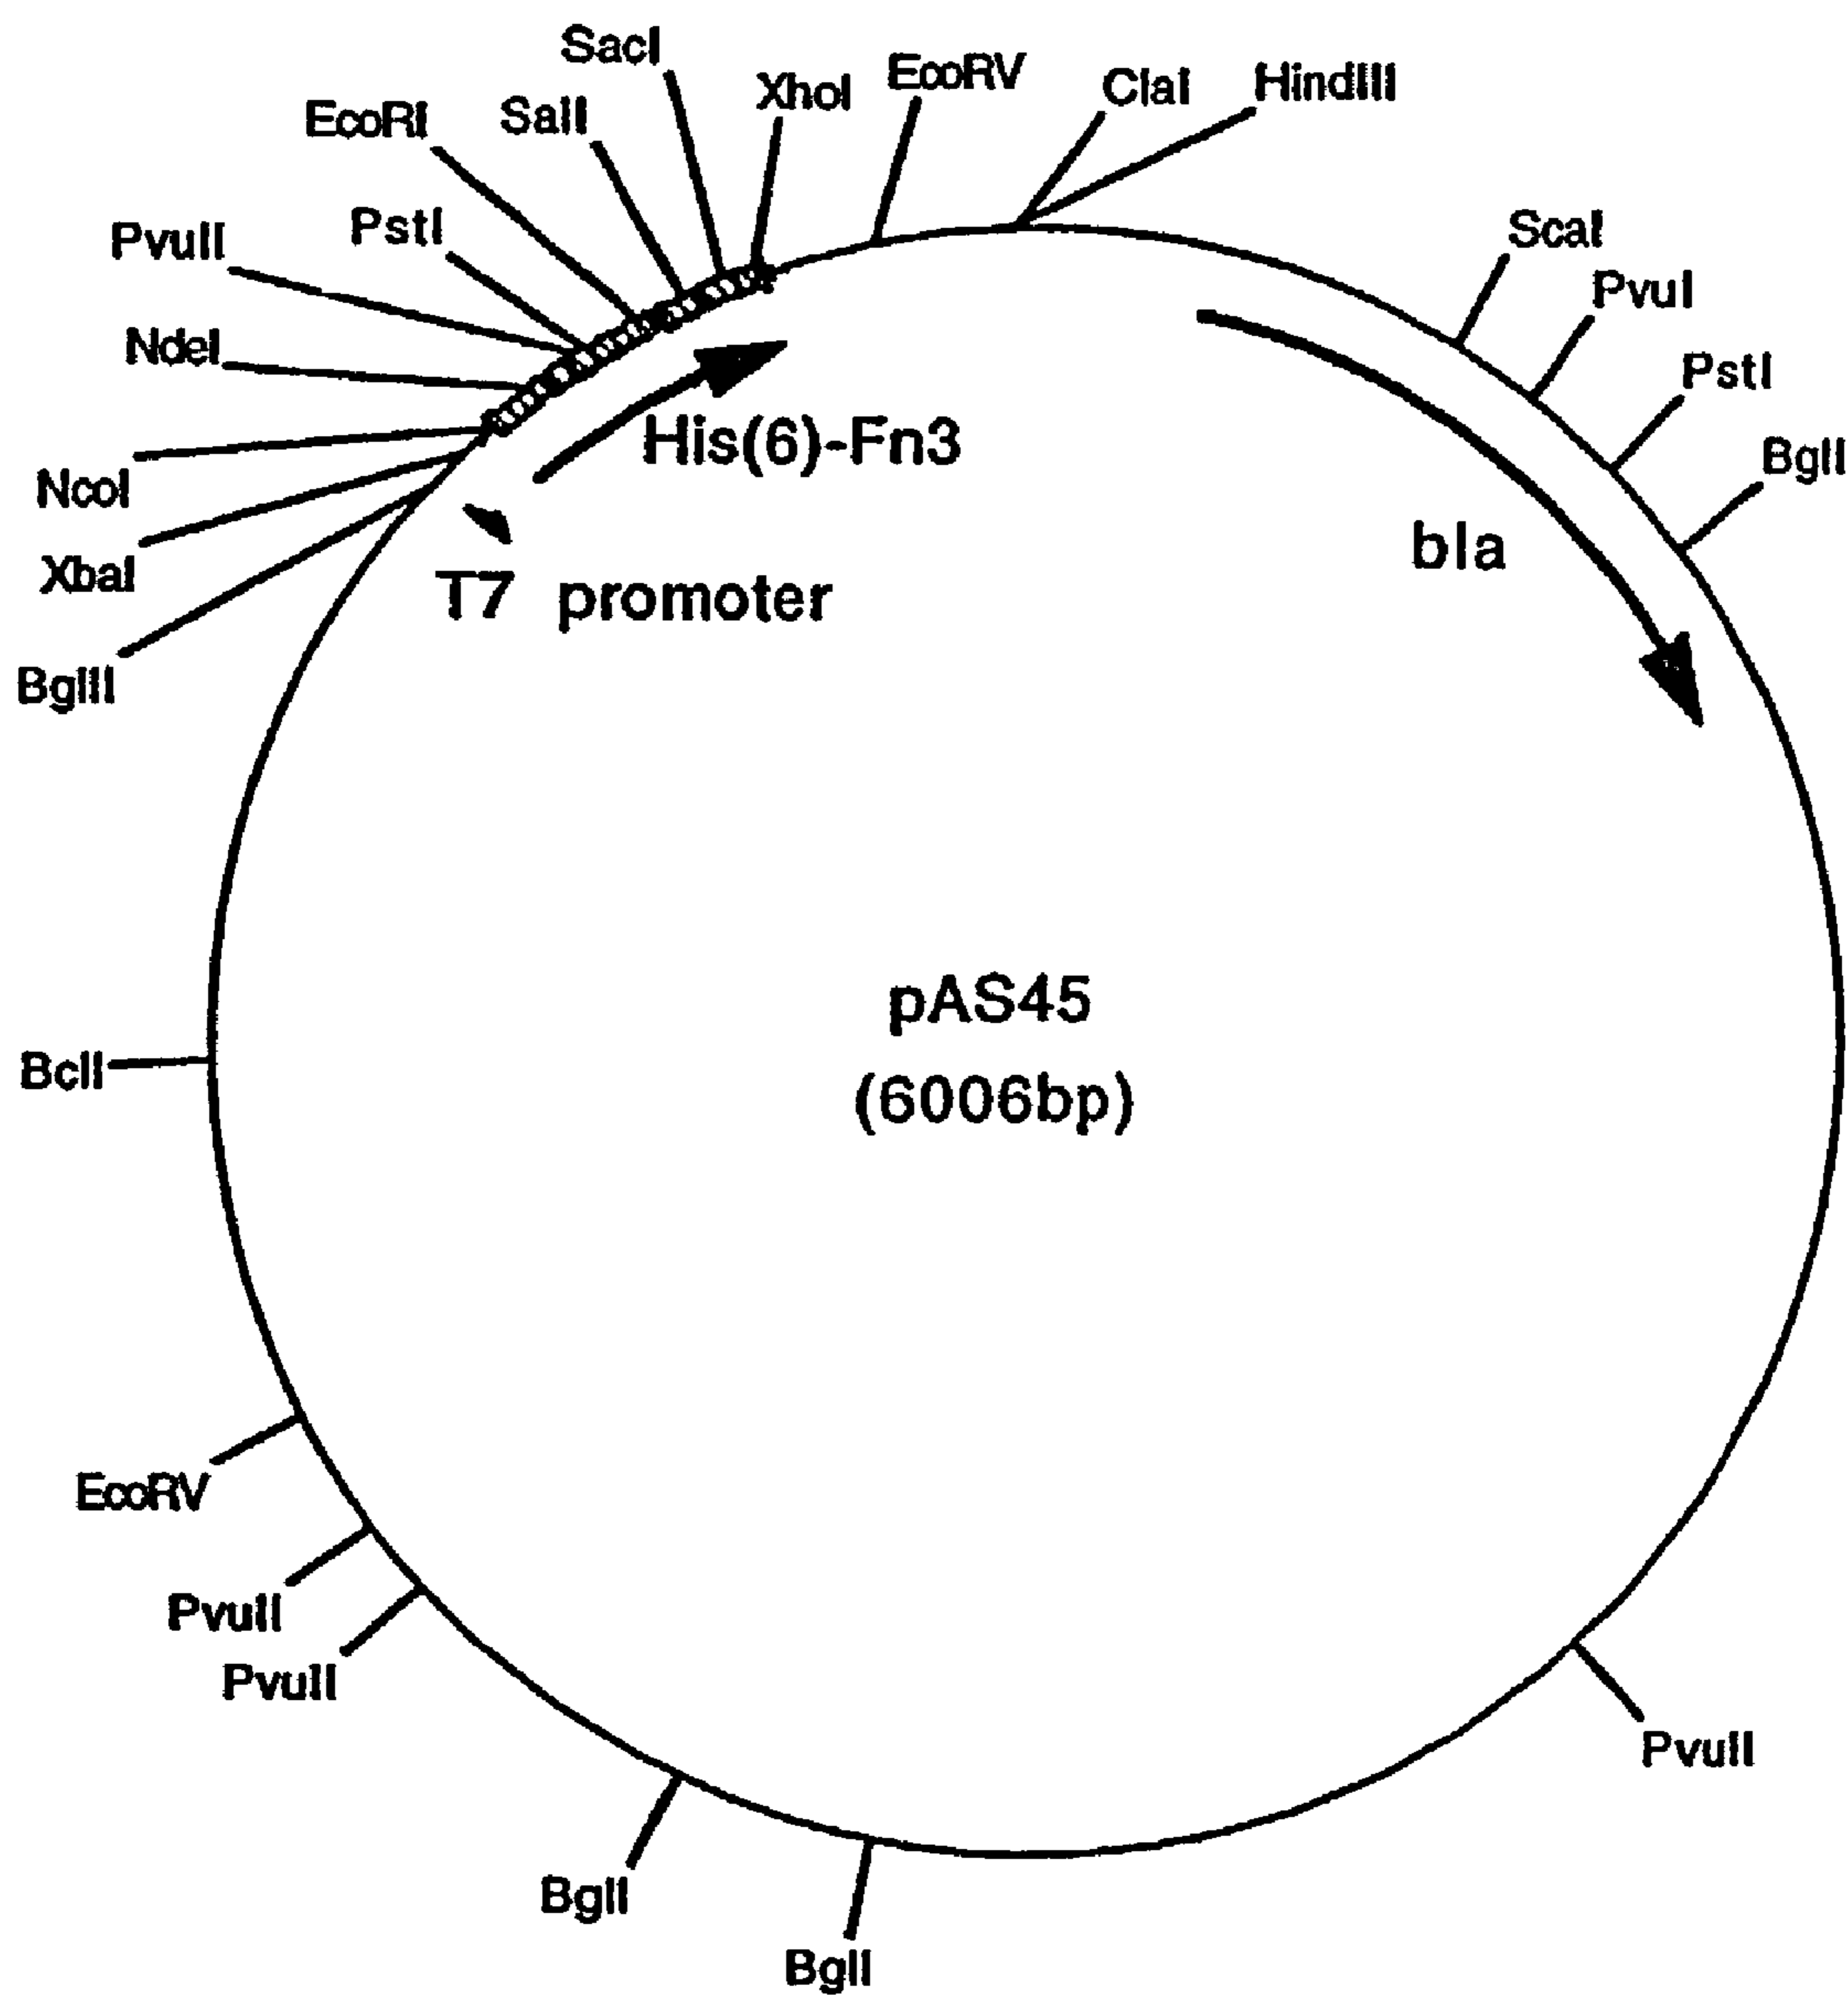 SacI
XhoI
EcoRV
ClaI
HindIII
EcoRI
SalI
PvuII
PstI
ScaI
PvuI
NdeI
PstI
His(6)-Fn3
BglI
NcoI
bla
XbaI
T7 promoter
BglII
pAS45
BclI
(6006bp)
EcoRV
PvuII
PvuII
PvuII
BglI
BglI